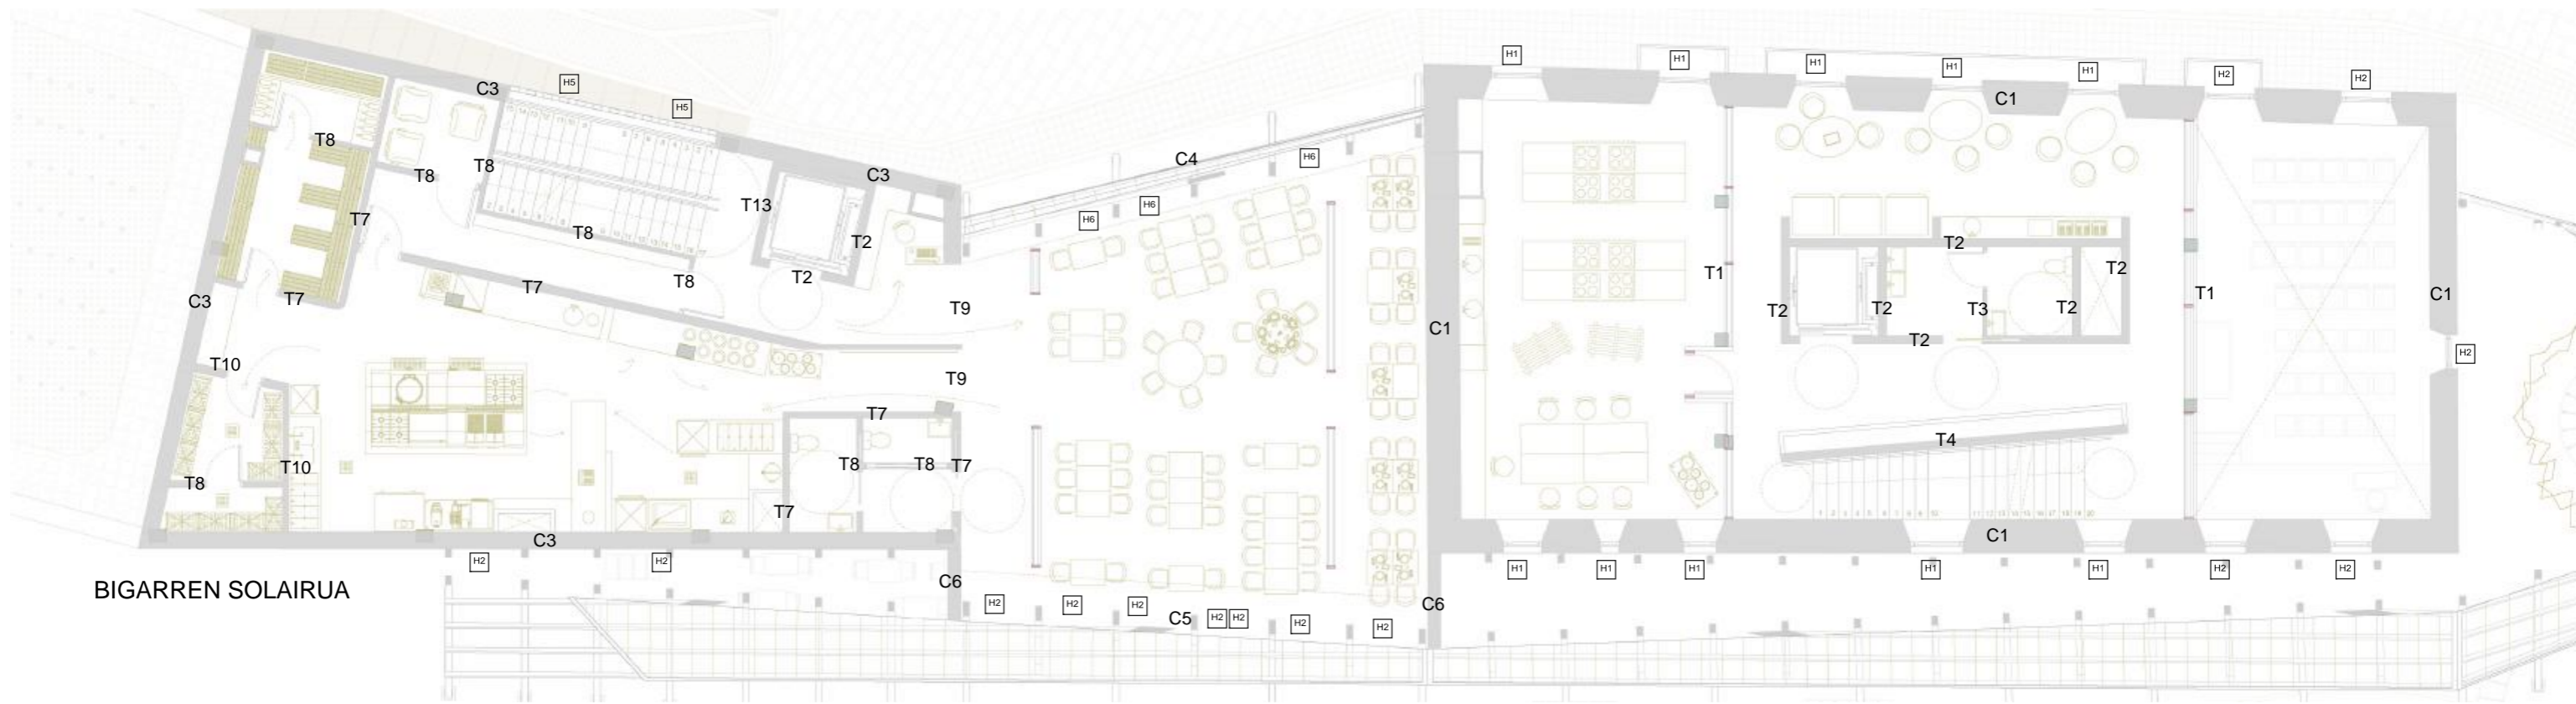 H1
H1
H1
H1
H1
H2
H2
C3
H5
H5
C1
T8
T8
T8
C3
C4
H6
T7
T13
H6
H6
T8
T2
T2
T8
T7
T2
T7
C3
T9
C1
T1
T2
T2
T3
T2
T2
T2
T1
C1
T10
T9
H2
T7
T4
T10
T8
T8
T8
T7
T7
C3
C1
H2
H2
C6
H1
H1
H1
H1
H1
H2
H2
BIGARREN SOLAIRUA
H2
H2
H2
C5
H2
H2
H2
H2
C6